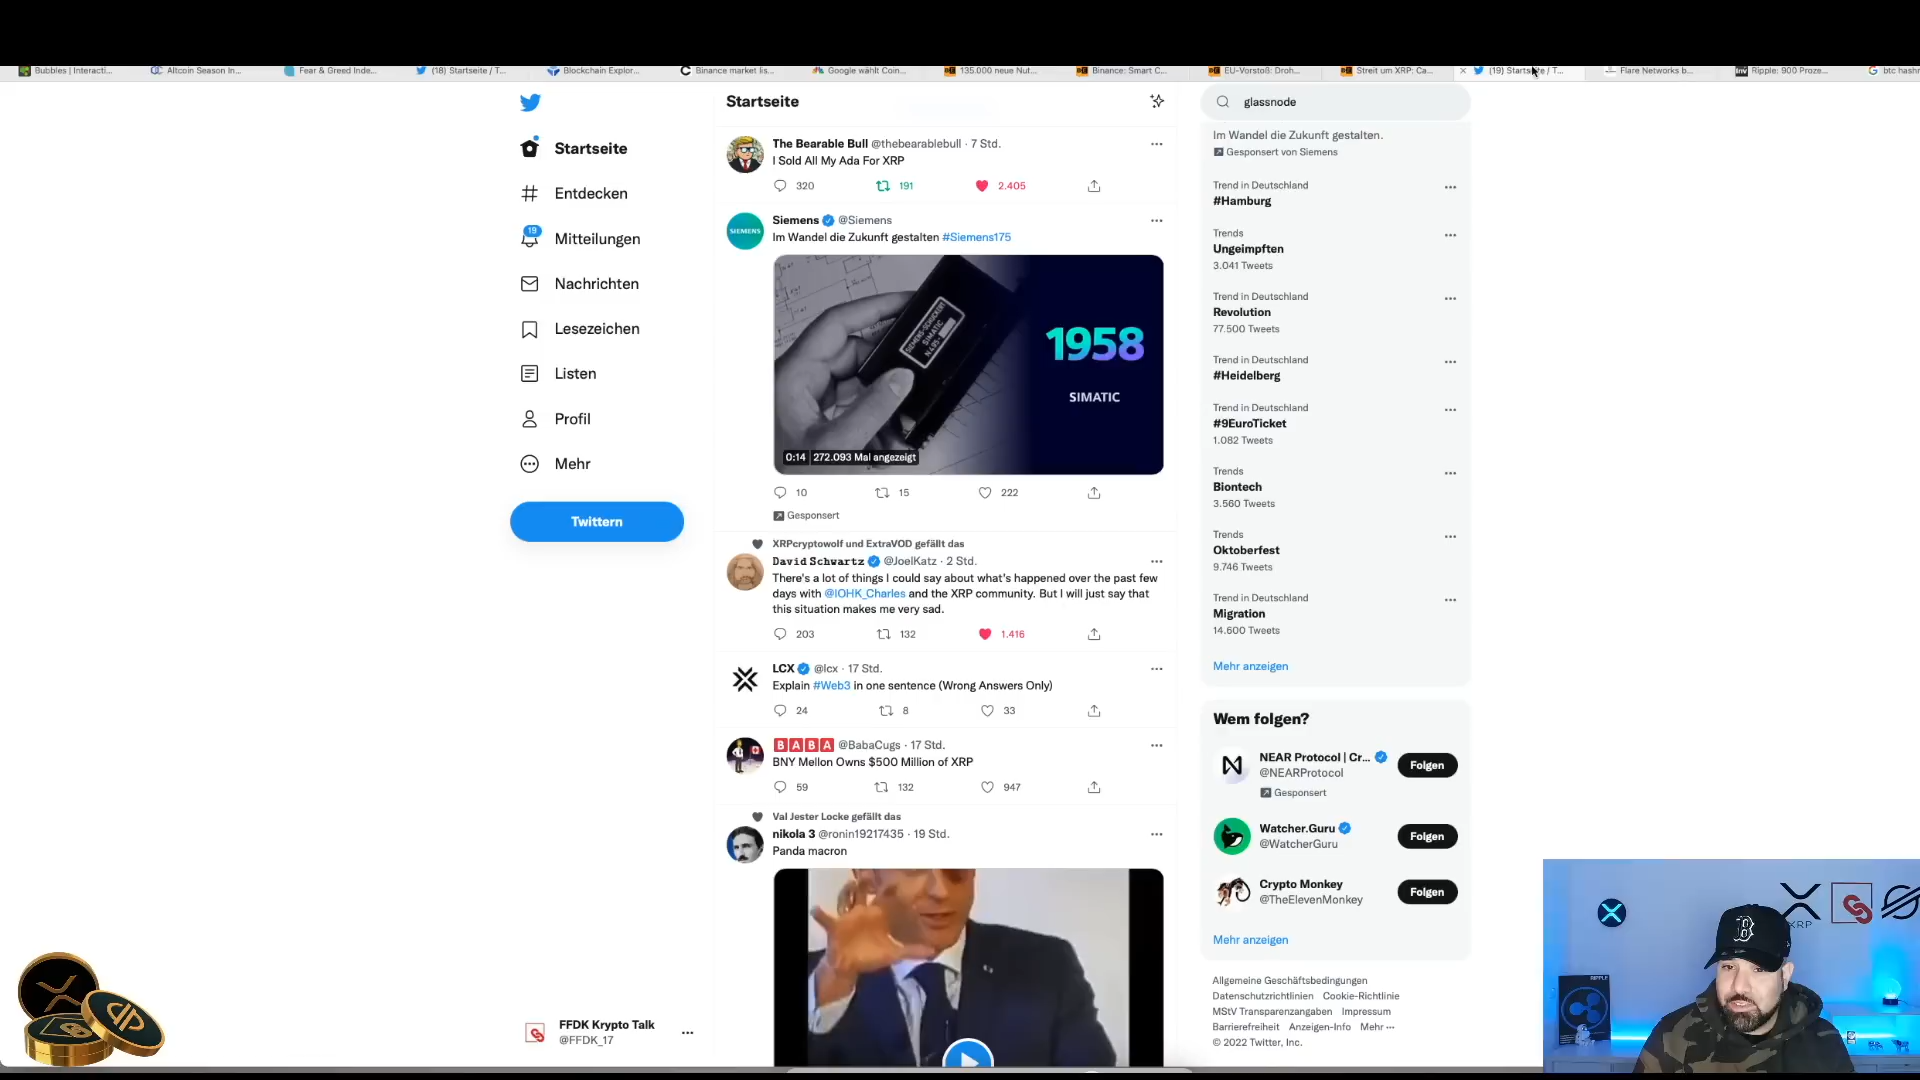 Bubbles | Interacti...
Altcoin Season In...
Fear & Greed Inde...
(18) Startseite / T...
Blockchain Explor...
Binance market lis...
Google wählt Coin...
135.000 neue Nut...
Binance: Smart C...
EU-Vorstoß: Droh...
Streit um XRP: Ca...
(19) Startseite / T...
Flare Networks b...
Ripple: 900 Proze...
btc hashr
Startseite
Entdecken
19
Mitteilungen
Nachrichten
Lesezeichen
Listen
Profil
Mehr
Twittern
FFDK Krypto Talk
@FFDK_17
Startseite
The Bearable Bull @thebearablebull · 7 Std.
I Sold All My Ada For XRP
320 191 2.405
SIEMENS
Siemens @Siemens
Im Wandel die Zukunft gestalten #Siemens175
SIEMENS-SCHUCKERT
SIMATIC
1958
SIMATIC
0:14 272.093 Mal angezeigt
10 15 222
Gesponsert
XRPcryptowolf und ExtraVOD gefällt das
David Schwartz @JoelKatz · 2 Std.
There's a lot of things I could say about what's happened over the past few
days with @IOHK_Charles and the XRP community. But I will just say that
this situation makes me very sad.
203 132 1.416
LCX @lcx · 17 Std.
Explain #Web3 in one sentence (Wrong Answers Only)
24 8 33
BABA @BabaCugs · 17 Std.
BNY Mellon Owns $500 Million of XRP
59 132 947
Val Jester Locke gefällt das
nikola 3 @ronin19217435 · 19 Std.
Panda macron
glassnode
Im Wandel die Zukunft gestalten.
Gesponsert von Siemens
Trend in Deutschland
#Hamburg
Trends
Ungeimpften
3.041 Tweets
Trend in Deutschland
Revolution
77.500 Tweets
Trend in Deutschland
#Heidelberg
Trend in Deutschland
#9EuroTicket
1.082 Tweets
Trends
Biontech
3.560 Tweets
Trends
Oktoberfest
9.746 Tweets
Trend in Deutschland
Migration
14.600 Tweets
Mehr anzeigen
Wem folgen?
NEAR Protocol | Cr...
@NEARProtocol
Folgen
Gesponsert
Watcher.Guru
@WatcherGuru
Folgen
Crypto Monkey
@TheElevenMonkey
Folgen
Mehr anzeigen
Allgemeine Geschäftsbedingungen
Datenschutzrichtlinien Cookie-Richtlinie
MStV Transparenzangaben Impressum
Barrierefreiheit Anzeigen-Info Mehr ···
© 2022 Twitter, Inc.
XRP
RIPPLE
B